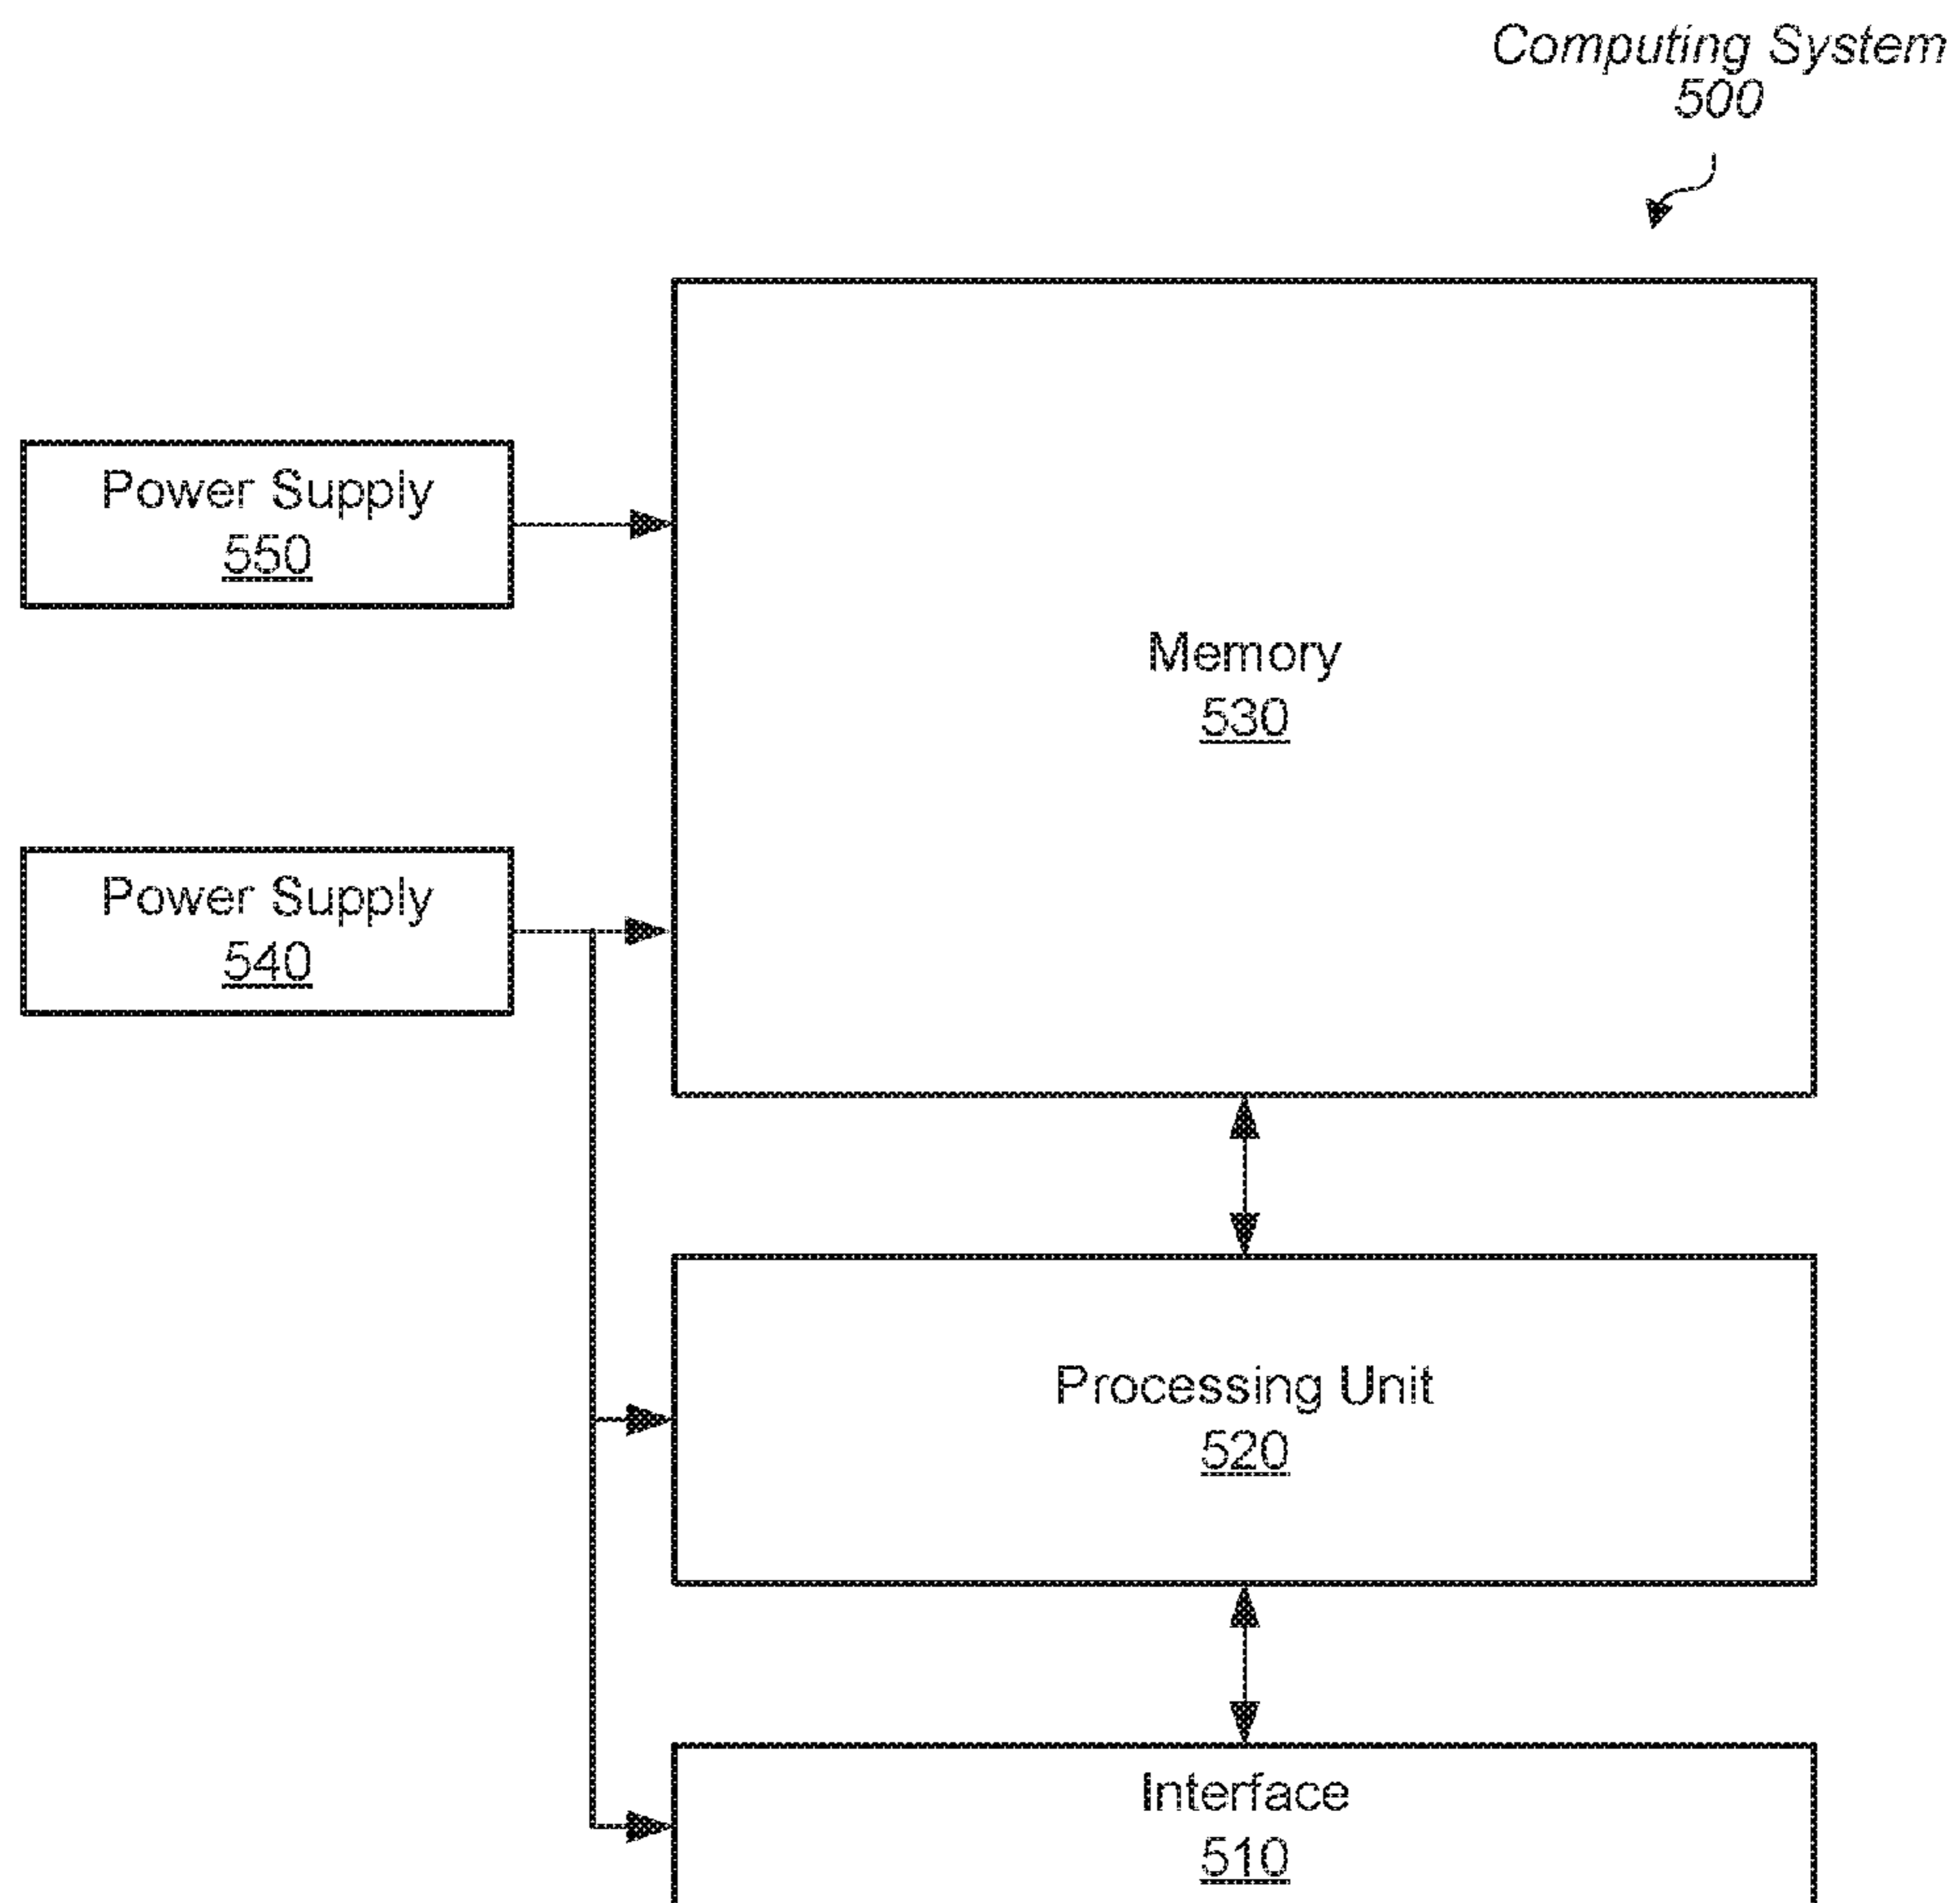 Computing System
500
Power Supply
550
Memory
530
Power Supply
540
Processing Unit
520
Interface
510